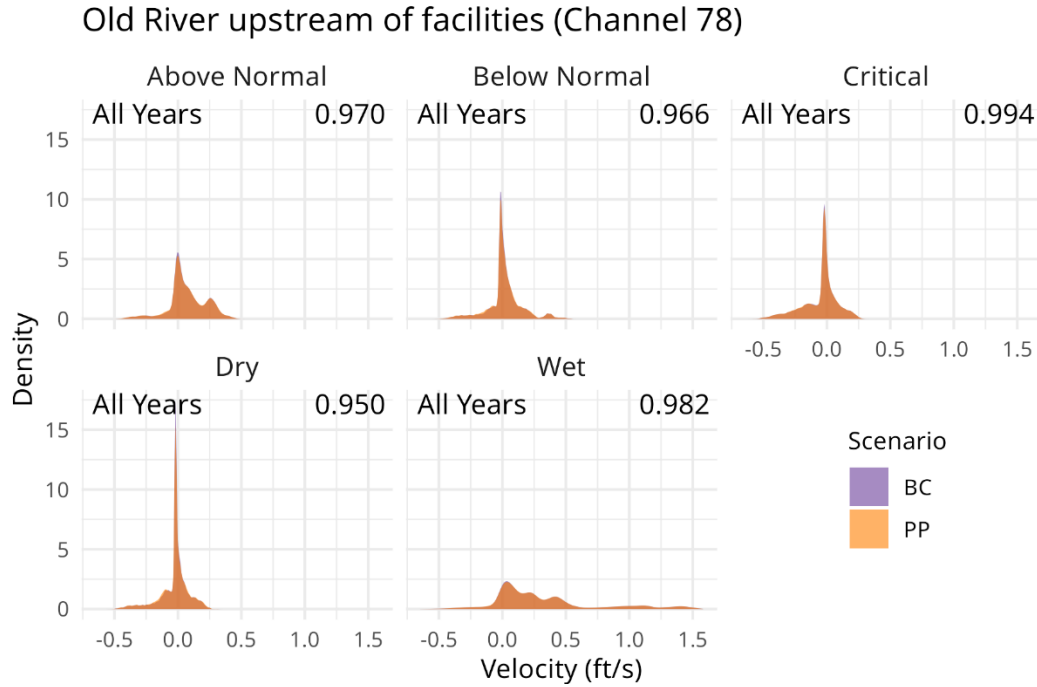 Old River upstream of facilities (Channel 78)
Above Normal
Below Normal
Critical
All Years 0.970
All Years 0.966
All Years 0.994
15
10
5
0
-0.5 0.0 0.5 1.0 1.5
Density
Dry
Wet
All Years 0.950
All Years 0.982
15
10
5
0
-0.5 0.0 0.5 1.0 1.5
-0.5 0.0 0.5 1.0 1.5
Velocity (ft/s)
Scenario
BC
PP